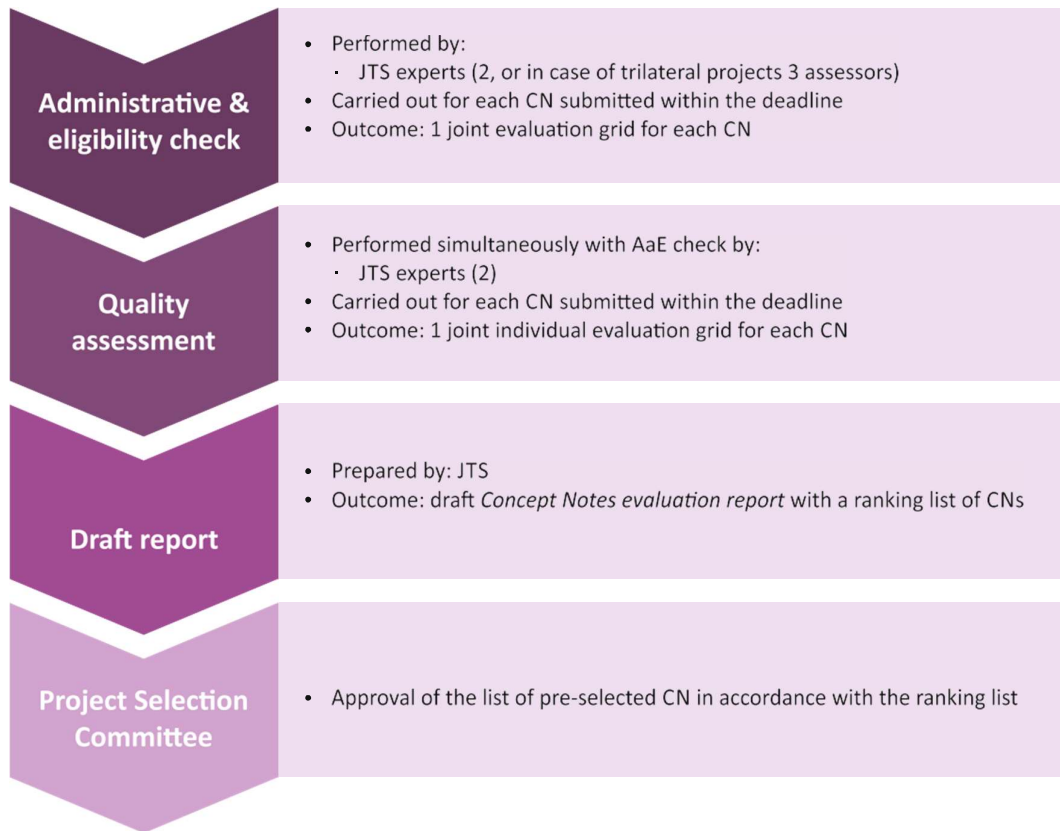 Administrative &
eligibility check
• Performed by:
· JTS experts (2, or in case of trilateral projects 3 assessors)
• Carried out for each CN submitted within the deadline
• Outcome: 1 joint evaluation grid for each CN
Quality
assessment
• Performed simultaneously with AaE check by:
· JTS experts (2)
• Carried out for each CN submitted within the deadline
• Outcome: 1 joint individual evaluation grid for each CN
Draft report
• Prepared by: JTS
• Outcome: draft Concept Notes evaluation report with a ranking list of CNs
Project Selection
Committee
• Approval of the list of pre-selected CN in accordance with the ranking list